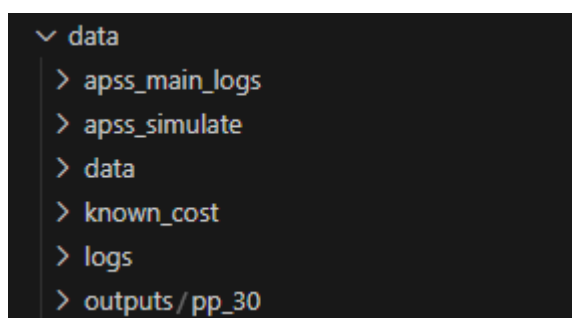 data
apss_main_logs
apss_simulate
data
known_cost
logs
outputs/pp_30